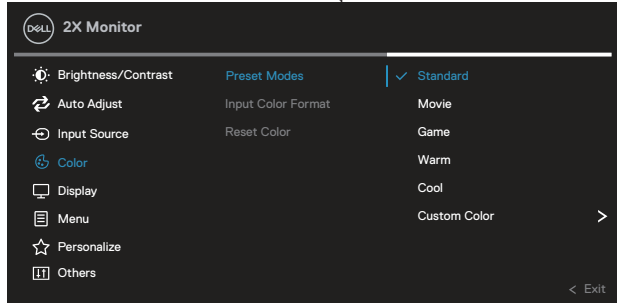 DELL 2X Monitor
Brightness/Contrast Preset Modes Standard
Auto Adjust Input Color Format Movie
Input Source Reset Color Game
Color Warm
Display Cool
Menu Custom Color >
Personalize
Others
< Exit